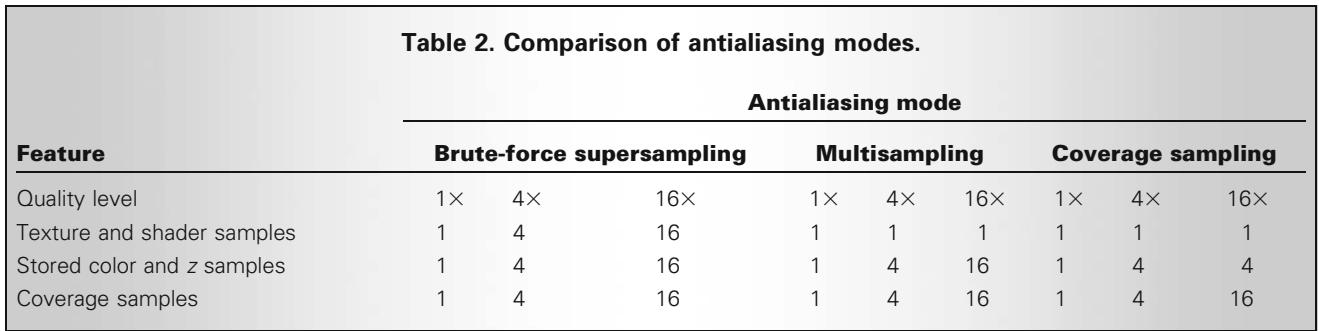 Table 2. Comparison of antialiasing modes.
Antialiasing mode
Feature Brute-force supersampling Multisampling Coverage sampling
Quality level 1× 4× 16× 1× 4× 16× 1× 4× 16×
Texture and shader samples 1 4 16 1 1 1 1 1 1
Stored color and z samples 1 4 16 1 4 16 1 4 4
Coverage samples 1 4 16 1 4 16 1 4 16